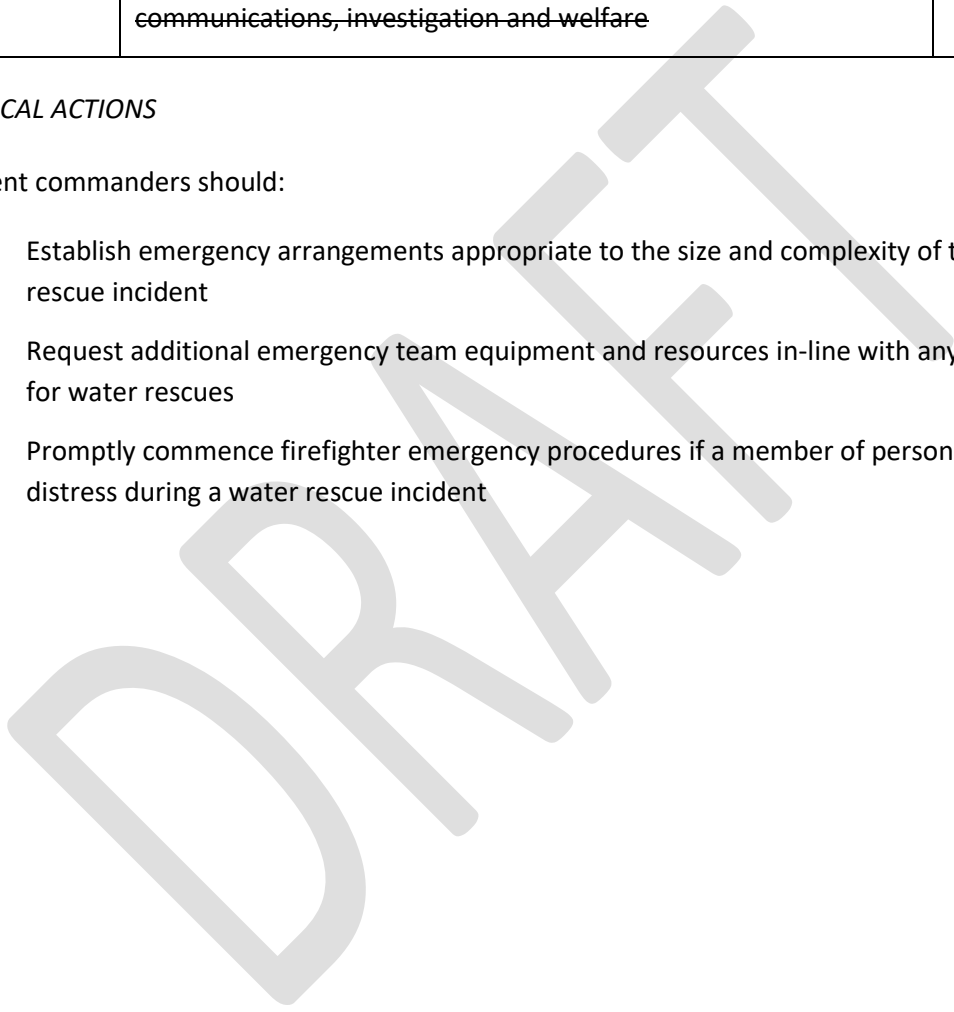 communications, investigation and welfare
CAL ACTIONS
ent commanders should:
Establish emergency arrangements appropriate to the size and complexity of t
rescue incident
Request additional emergency team equipment and resources in-line with any
for water rescues
Promptly commence firefighter emergency procedures if a member of person
distress during a water rescue incident
DRAFT